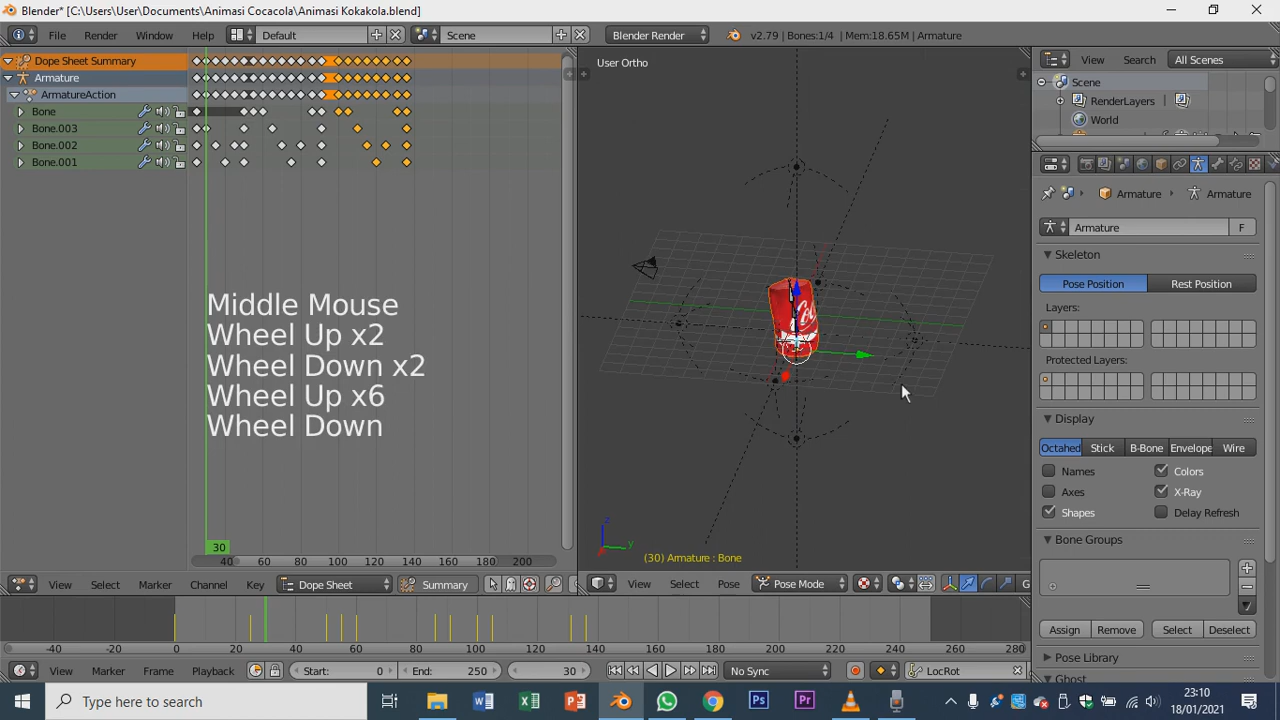 Blender* [C:\Users\User\Documents\Animasi Cocacola\Animasi Kokakola.blend]
File Render Window Help Default Scene Blender Render v2.79 | Bones:1/4 | Mem:18.65M | Armature
Dope Sheet Summary
Armature
ArmatureAction
Bone
Bone.003
Bone.002
Bone.001
Middle Mouse
Wheel Up x2
Wheel Down x2
Wheel Up x6
Wheel Down
30
40 60 80 100 120 140 160 180 200
View Select Marker Channel Key Dope Sheet Summary
User Ortho
z
y
(30) Armature : Bone
View Select Pose Pose Mode G
View Search All Scenes
Scene
RenderLayers
World
Armature Armature
Armature F
Skeleton
Pose Position Rest Position
Layers:
Protected Layers:
Display
Octahed Stick B-Bone Envelope Wire
Names Colors
Axes X-Ray
Shapes Delay Refresh
Bone Groups
Assign Remove Select Deselect
Pose Library
Ghost
-40 -20 0 20 40 60 80 100 120 140 160 180 200 220 240 260 280
View Marker Frame Playback Start: 0 End: 250 30 No Sync LocRot
Type here to search
23:10
18/01/2021